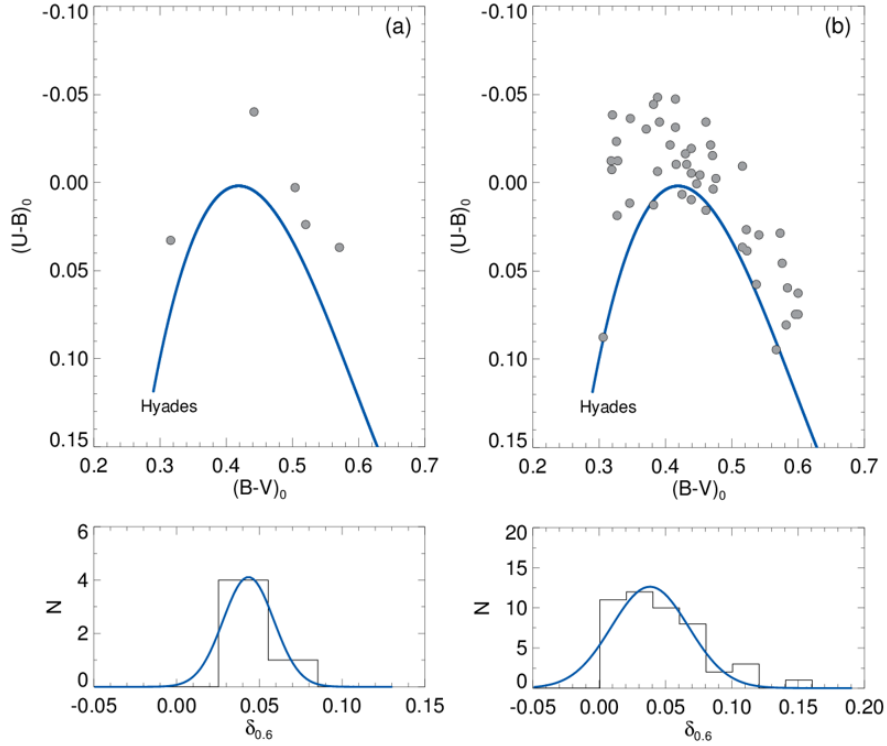 (a)
-0.10
-0.05
0.00
0.05
0.10
0.15
(U-B)0
Hyades
0.2 0.3 0.4 0.5 0.6 0.7
(B-V)0
(b)
-0.10
-0.05
0.00
0.05
0.10
0.15
(U-B)0
Hyades
0.2 0.3 0.4 0.5 0.6 0.7
(B-V)0
6
4
2
0
N
-0.05 0.00 0.05 0.10 0.15
δ0.6
20
15
10
5
0
N
-0.05 0.00 0.05 0.10 0.15 0.20
δ0.6